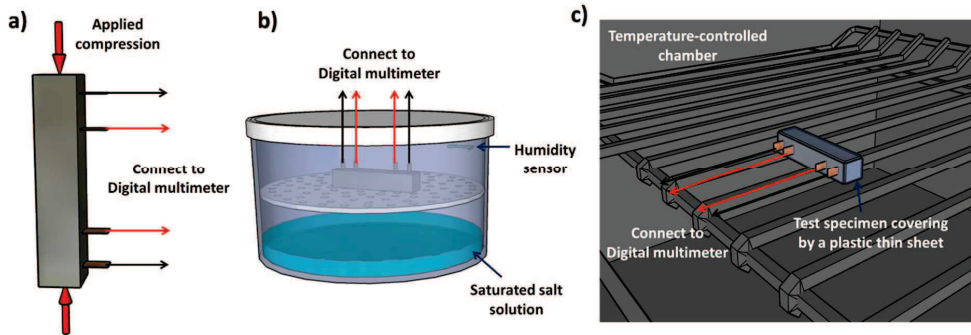 a)
Applied
compression
Connect to
Digital multimeter
b)
Connect to
Digital multimeter
Humidity
sensor
Saturated salt
solution
c)
Temperature-controlled
chamber
Connect to
Digital multimeter
Test specimen covering
by a plastic thin sheet